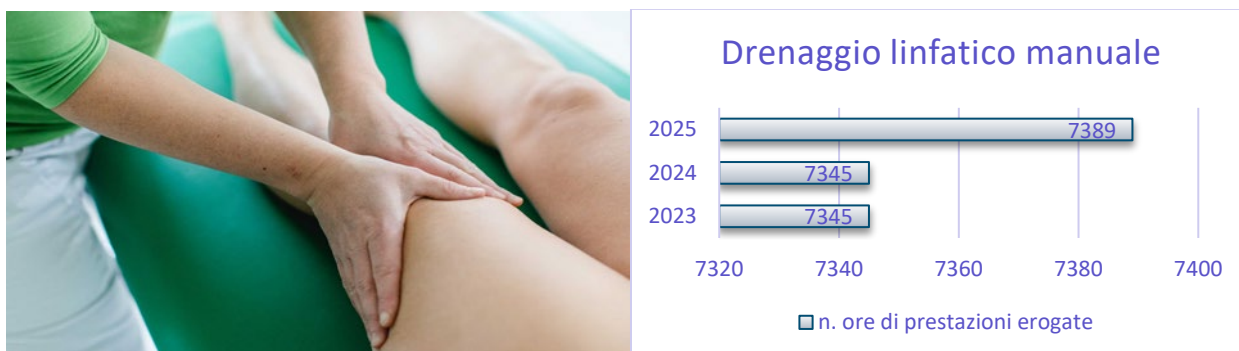 Drenaggio linfatico manuale
2025 7389
2024 7345
2023 7345
7320 7340 7360 7380 7400
n. ore di prestazioni erogate